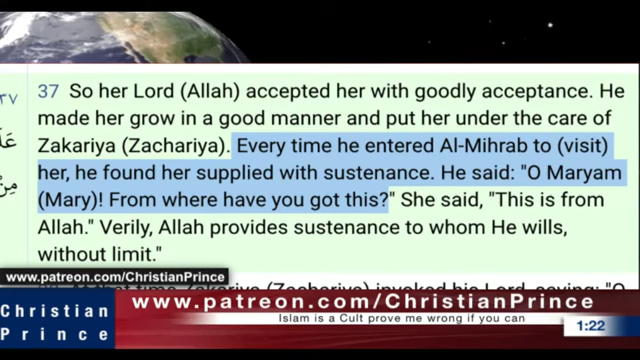 37 So her Lord (Allah) accepted her with goodly acceptance. He
made her grow in a good manner and put her under the care of
Zakariya (Zachariya). Every time he entered Al-Mihrab to (visit)
her, he found her supplied with sustenance. He said: "O Maryam
(Mary)! From where have you got this?" She said, "This is from
Allah." Verily, Allah provides sustenance to whom He wills,
without limit."
www.patreon.com/ChristianPrince
Christian
Prince
www.patreon.com/ChristianPrince
Islam is a Cult prove me wrong if you can
1:22